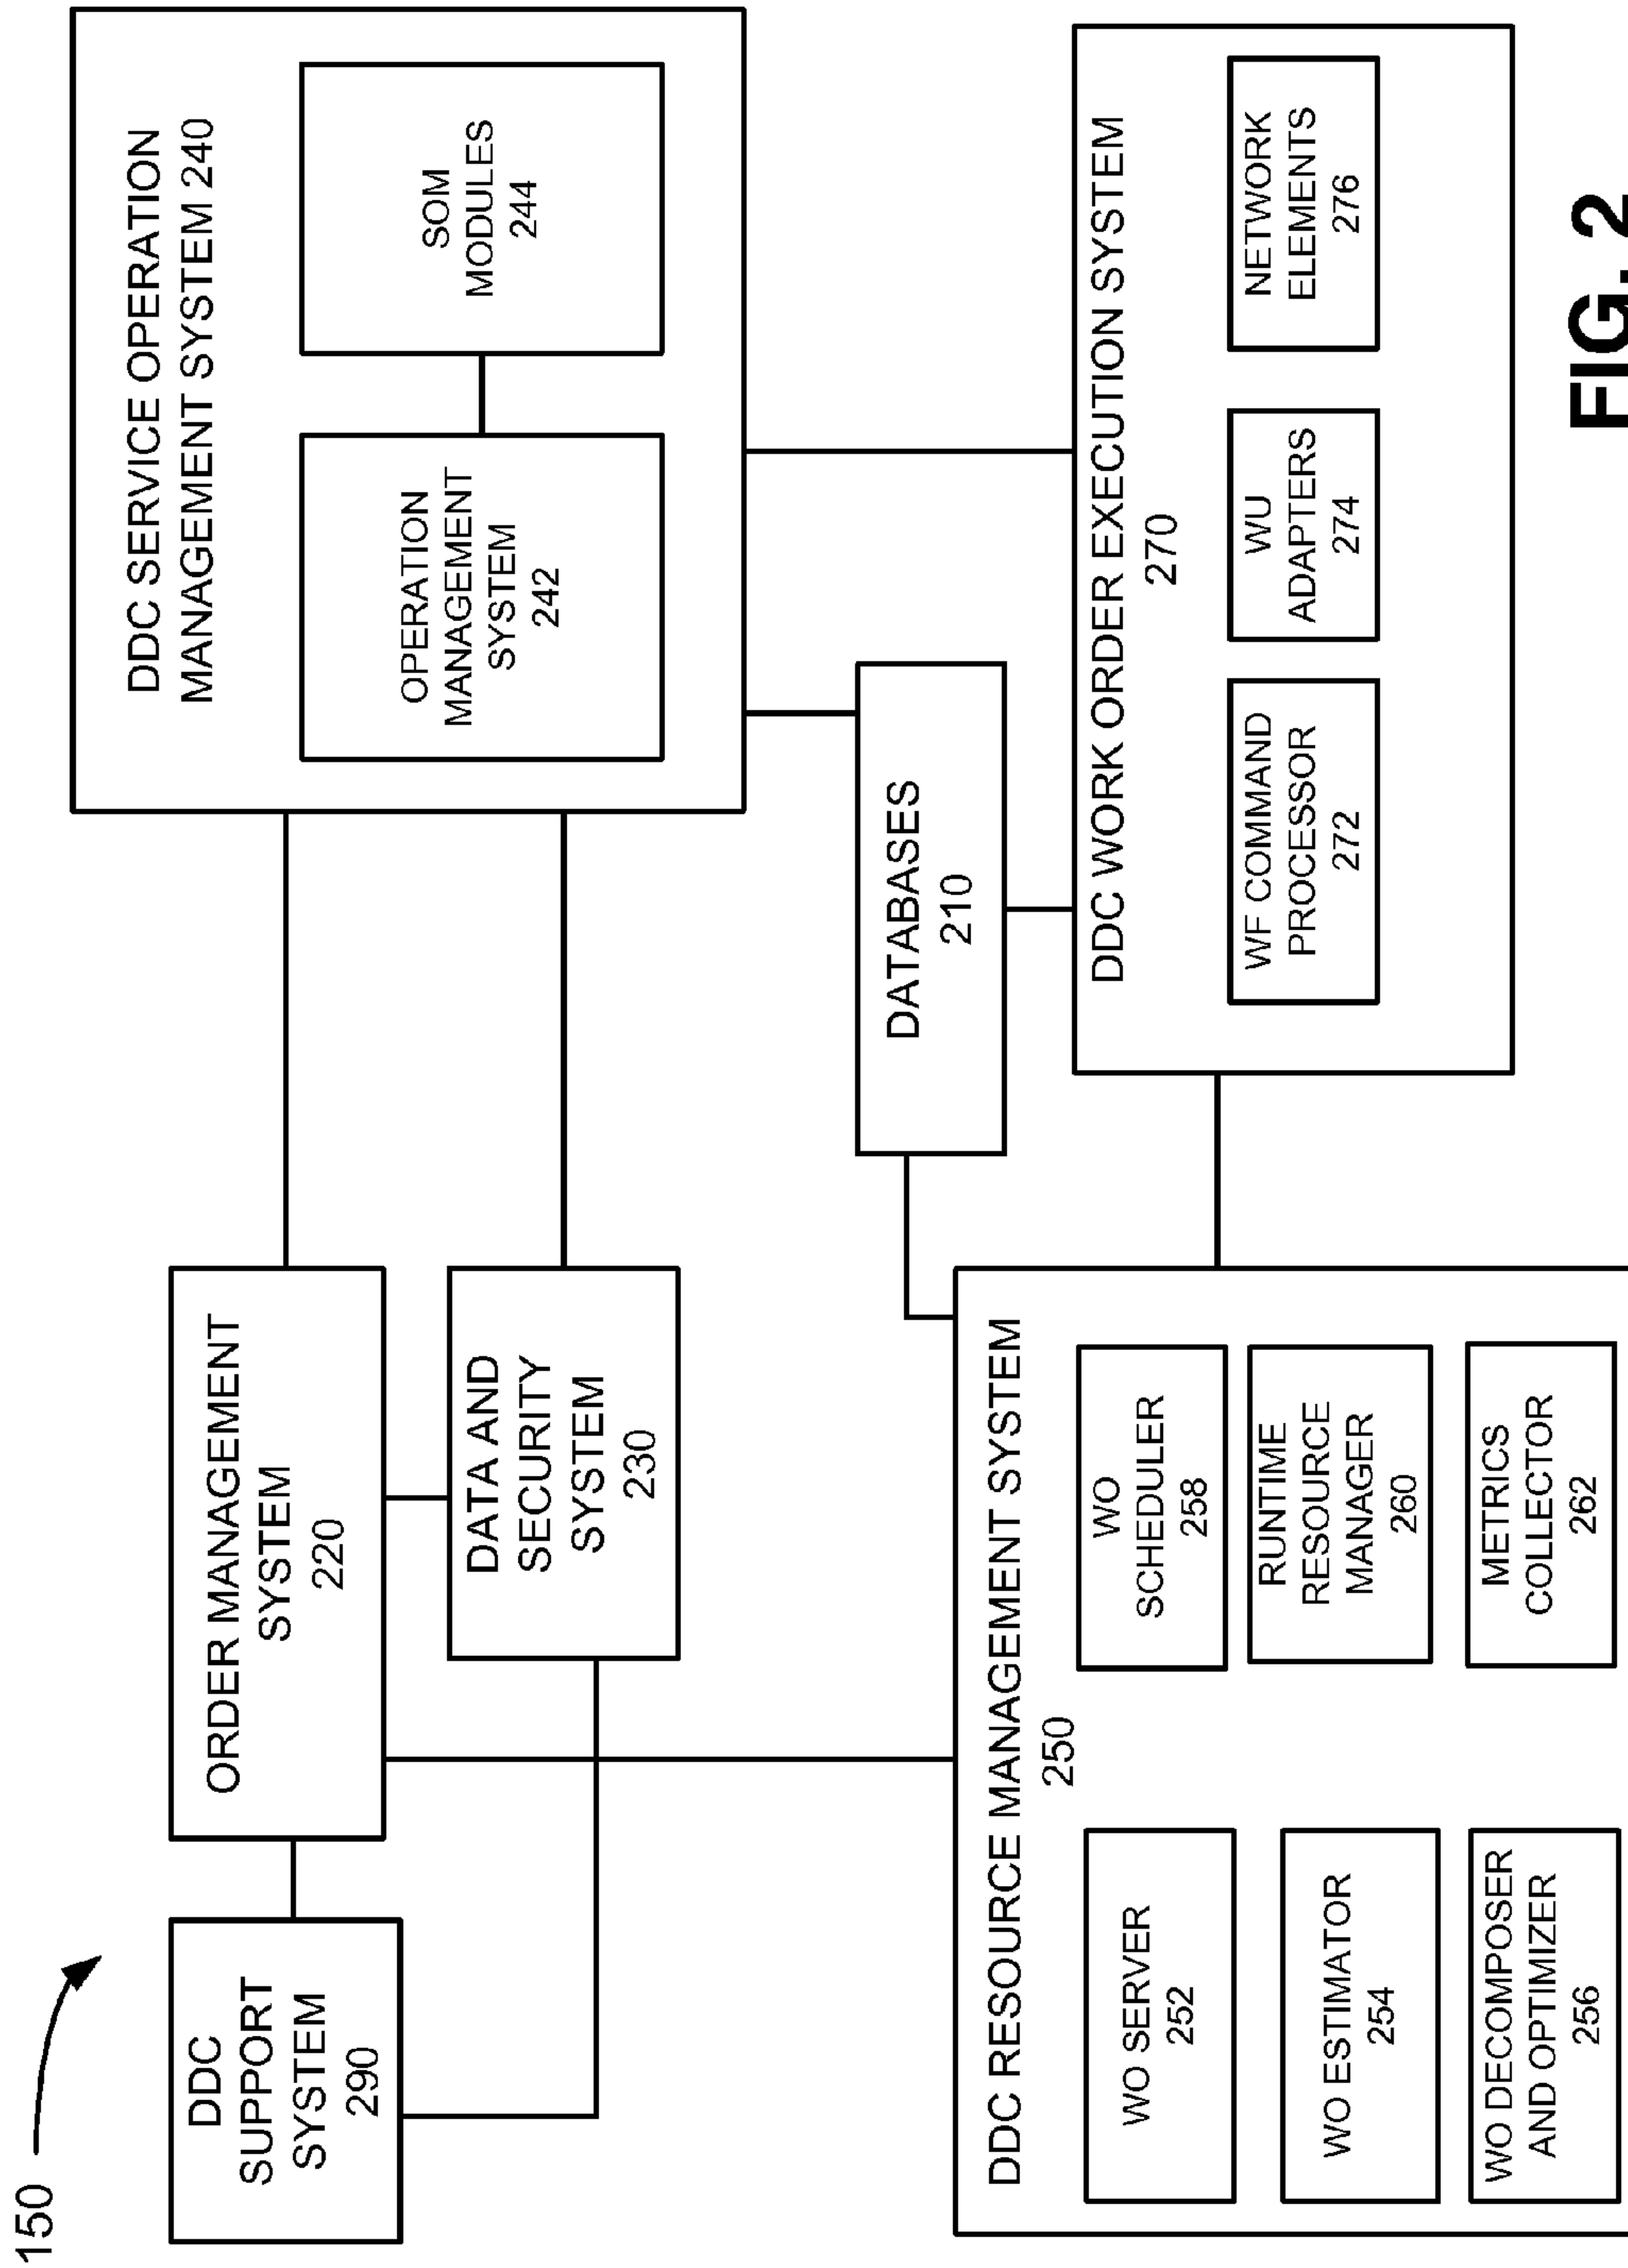 150
DDC
SUPPORT
SYSTEM
290
ORDER MANAGEMENT
SYSTEM
220
DATA AND
SECURITY
SYSTEM
230
DDC SERVICE OPERATION
MANAGEMENT SYSTEM 240
OPERATION
MANAGEMENT
SYSTEM
242
SOM
MODULES
244
DATABASES
210
DDC RESOURCE MANAGEMENT SYSTEM
250
WO SERVER
252
WO ESTIMATOR
254
WO DECOMPOSER
AND OPTIMIZER
256
WO
SCHEDULER
258
RUNTIME
RESOURCE
MANAGER
260
METRICS
COLLECTOR
262
DDC WORK ORDER EXECUTION SYSTEM
270
WF COMMAND
PROCESSOR
272
WU
ADAPTERS
274
NETWORK
ELEMENTS
276
FIG. 2